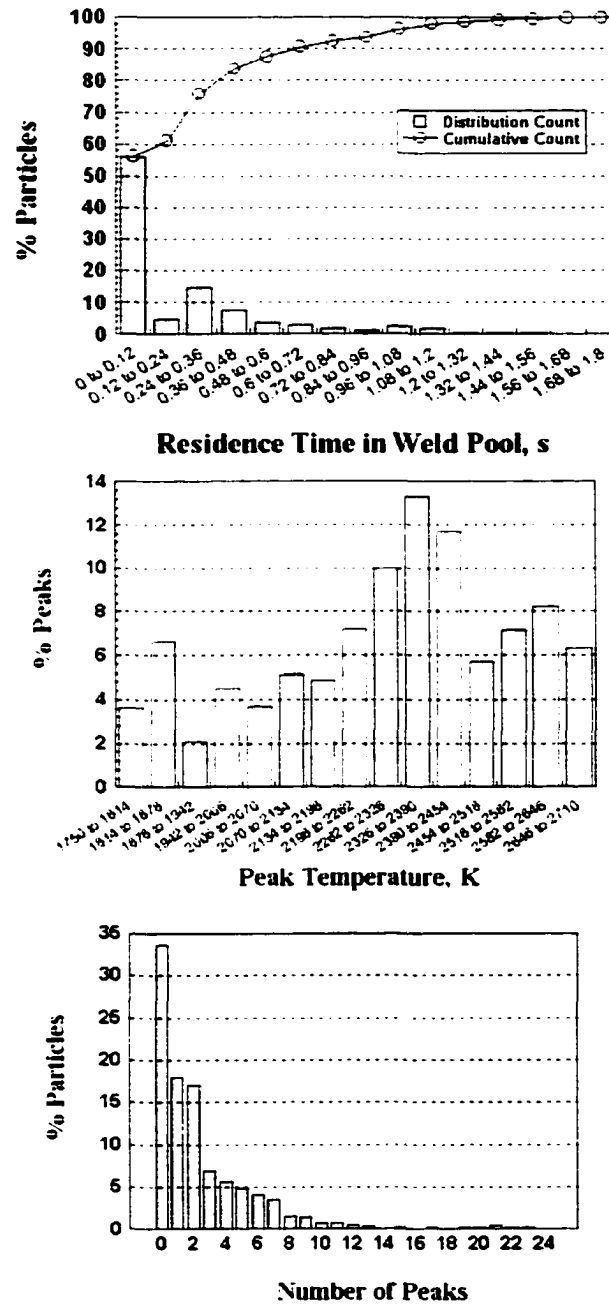 100
90
80
70
60
50
40
30
20
10
0
% Particles
Distribution Count
Cumulative Count
0 to 0.12
0.12 to 0.24
0.24 to 0.36
0.36 to 0.48
0.48 to 0.6
0.6 to 0.72
0.72 to 0.84
0.84 to 0.96
0.96 to 1.08
1.08 to 1.2
1.2 to 1.32
1.32 to 1.44
1.44 to 1.56
1.56 to 1.68
1.68 to 1.8
Residence Time in Weld Pool, s
14
12
10
8
6
4
2
0
% Peaks
1750 to 1814
1814 to 1878
1878 to 1942
1942 to 2006
2006 to 2070
2070 to 2134
2134 to 2198
2198 to 2262
2262 to 2326
2326 to 2390
2390 to 2454
2454 to 2518
2518 to 2582
2582 to 2646
2646 to 2710
Peak Temperature, K
35
30
25
20
15
10
5
0
% Particles
0 2 4 6 8 10 12 14 16 18 20 22 24
Number of Peaks